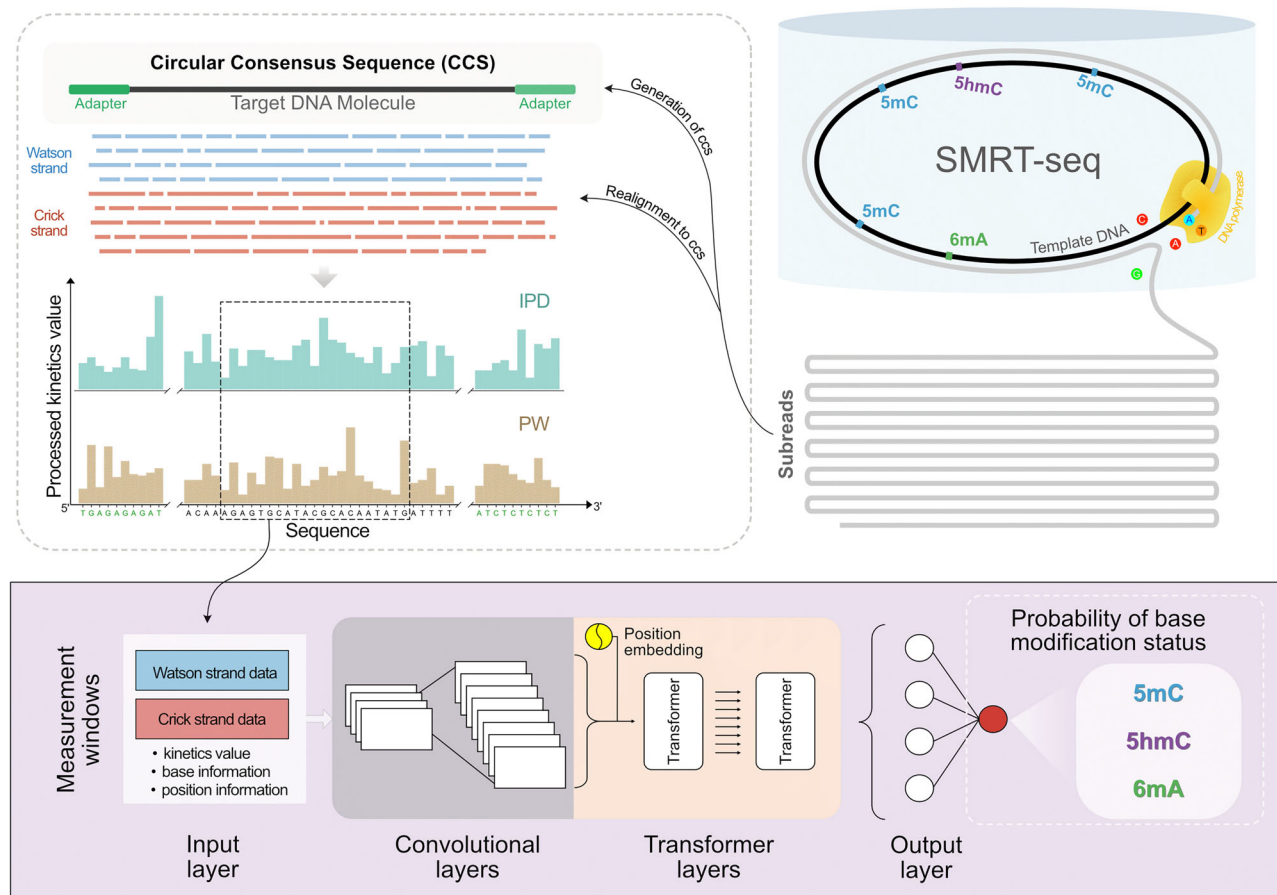 Circular Consensus Sequence (CCS)
Adapter
Target DNA Molecule
Adapter
Watson
strand
Crick
strand
Generation of ccs
Realignment to ccs
Processed kinetics value
IPD
PW
5'
TGAGAGAGAT
ACAAAGAGTGCATACGCACAATATGATTTT
ATCTCTCTCT
3'
Sequence
5mC
5hmC
5mC
SMRT-seq
5mC
6mA
Template DNA
DNA polymerase
C
A
A
T
G
Subreads
Measurement
windows
Watson strand data
Crick strand data
• kinetics value
• base information
• position information
Position
embedding
Transformer
Transformer
Probability of base
modification status
5mC
5hmC
6mA
Input
layer
Convolutional
layers
Transformer
layers
Output
layer